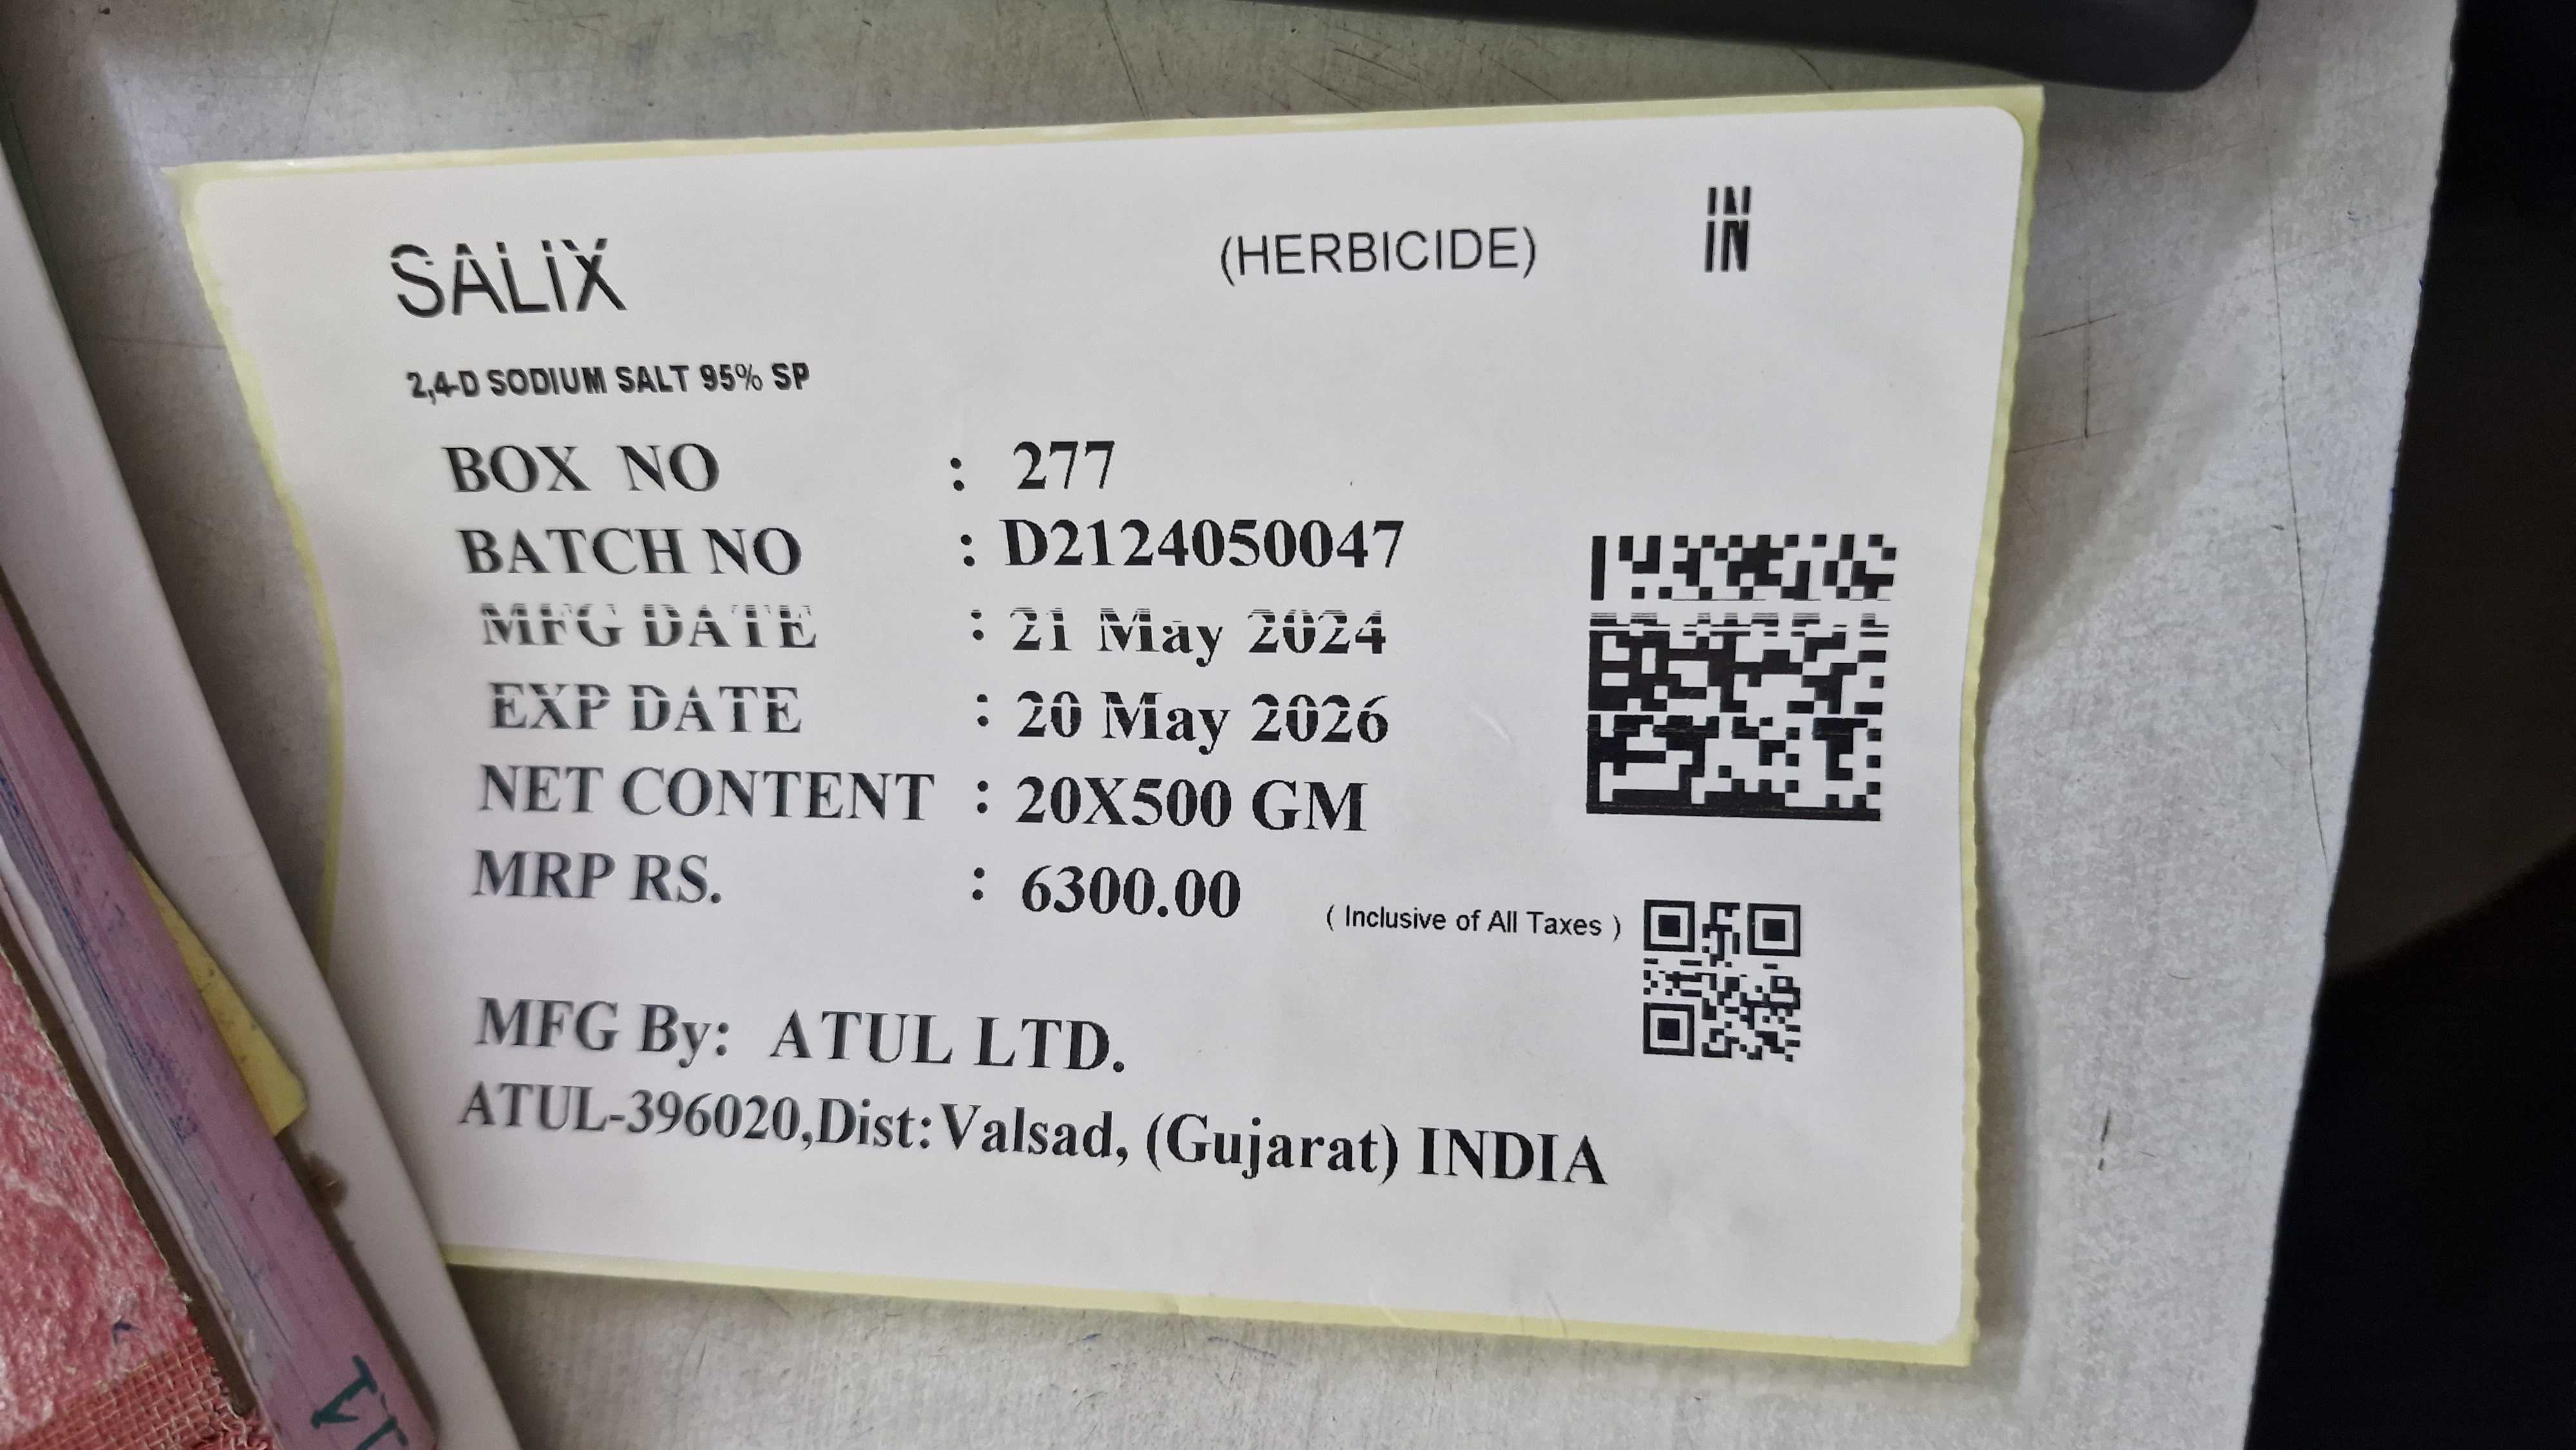 SALIX (HERBICIDE) IN
2,4-D SODIUM SALT 95% SP
BOX NO : 277
BATCH NO : D2124050047
MFG DATE : 21 May 2024
EXP DATE : 20 May 2026
NET CONTENT : 20X500 GM
MRP RS. : 6300.00 ( Inclusive of All Taxes )
MFG By: ATUL LTD.
ATUL-396020,Dist:Valsad, (Gujarat) INDIA